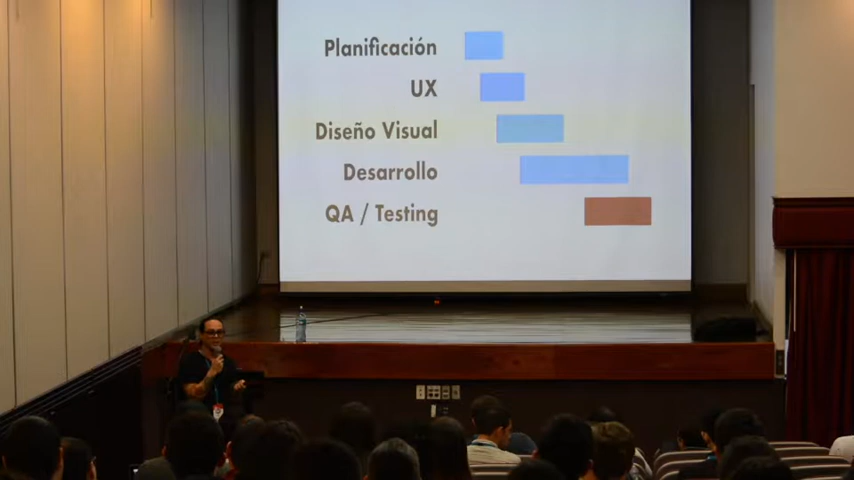 Planificación
UX
Diseño Visual
Desarrollo
QA / Testing